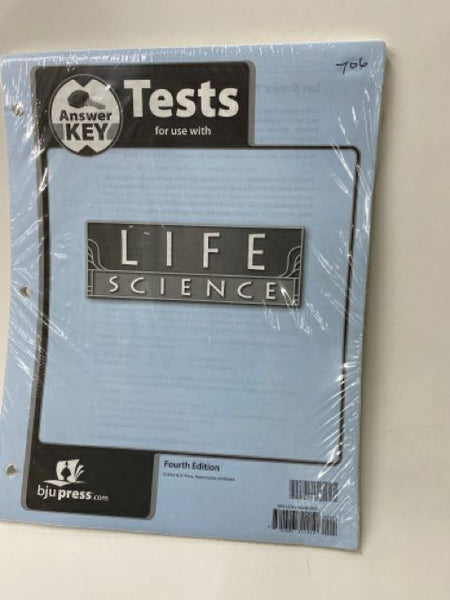 706
Answer
KEY
Tests
for use with
LIFE
SCIENCE
Fourth Edition
bjupress.com